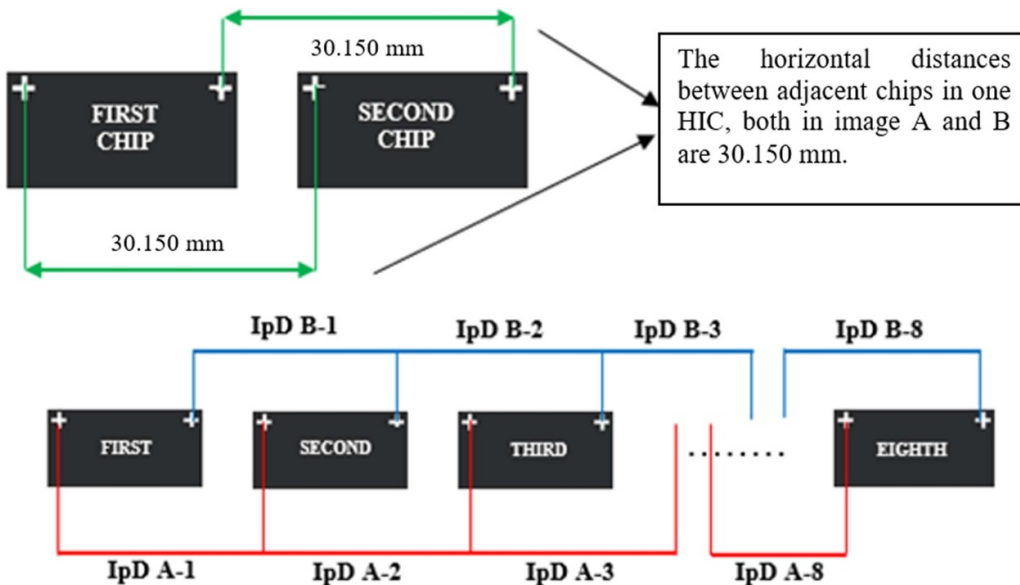 30.150 mm
FIRST
CHIP
SECOND
CHIP
30.150 mm
The horizontal distances
between adjacent chips in one
HIC, both in image A and B
are 30.150 mm.
IpD B-1
IpD B-2
IpD B-3
IpD B-8
FIRST
SECOND
THIRD
........
EIGHTH
IpD A-1
IpD A-2
IpD A-3
IpD A-8